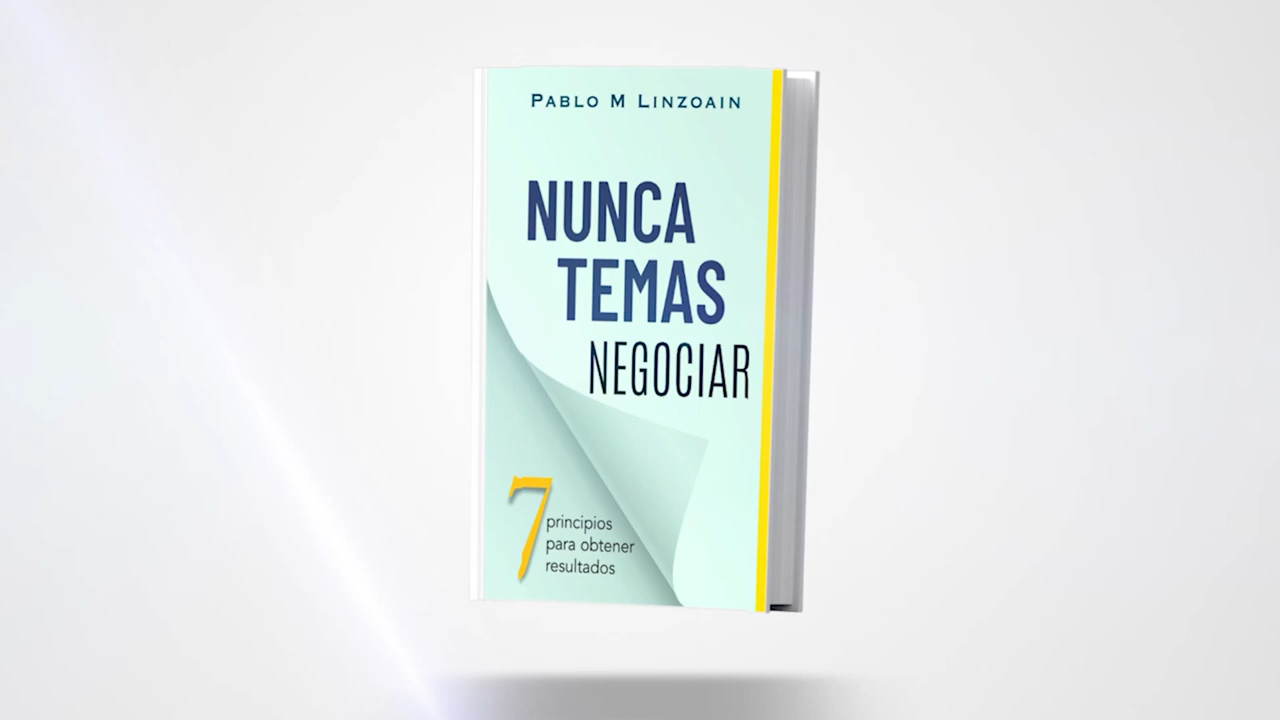 PABLO M LINZOAIN
NUNCA
TEMAS
NEGOCIAR
7 principios
para obtener
resultados